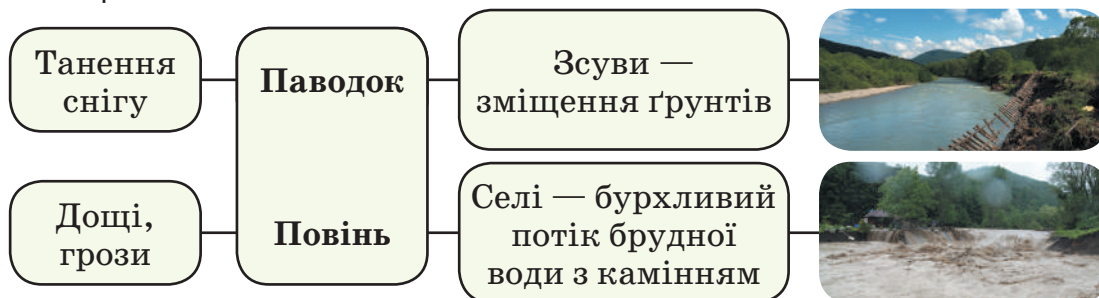 Танення
снігу
Паводок
Зсуви —
зміщення ґрунтів
Дощі,
грози
Повінь
Селі — бурхливий
потік брудної
води з камінням